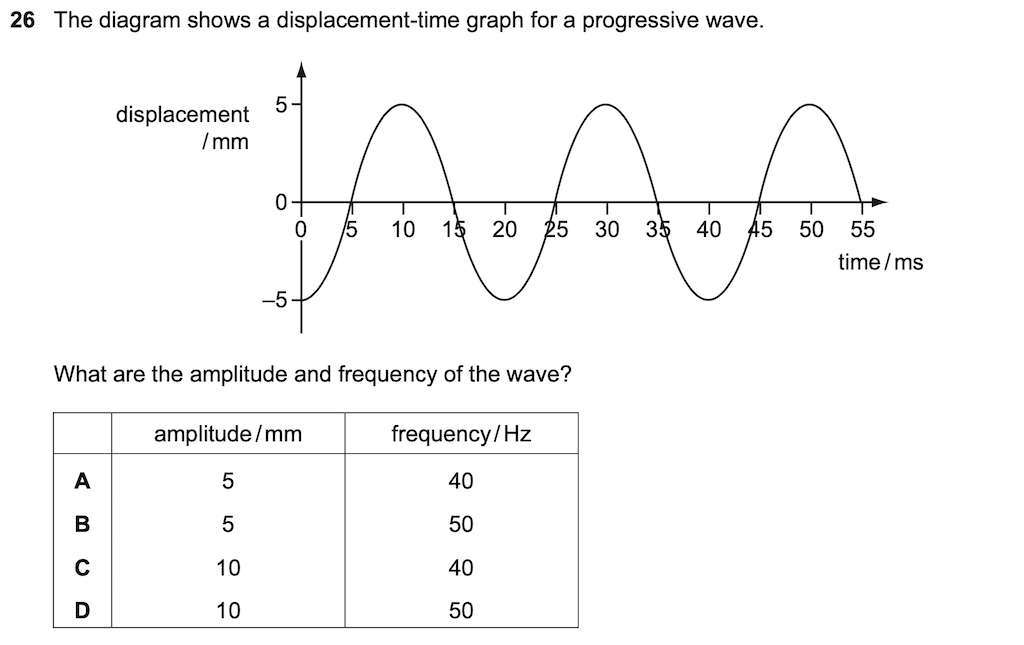 26 The diagram shows a displacement-time graph for a progressive wave.
displacement
/ mm
5
0
–5
0 5 10 15 20 25 30 35 40 45 50 55
time / ms
What are the amplitude and frequency of the wave?
amplitude / mm frequency / Hz
A 5 40
B 5 50
C 10 40
D 10 50